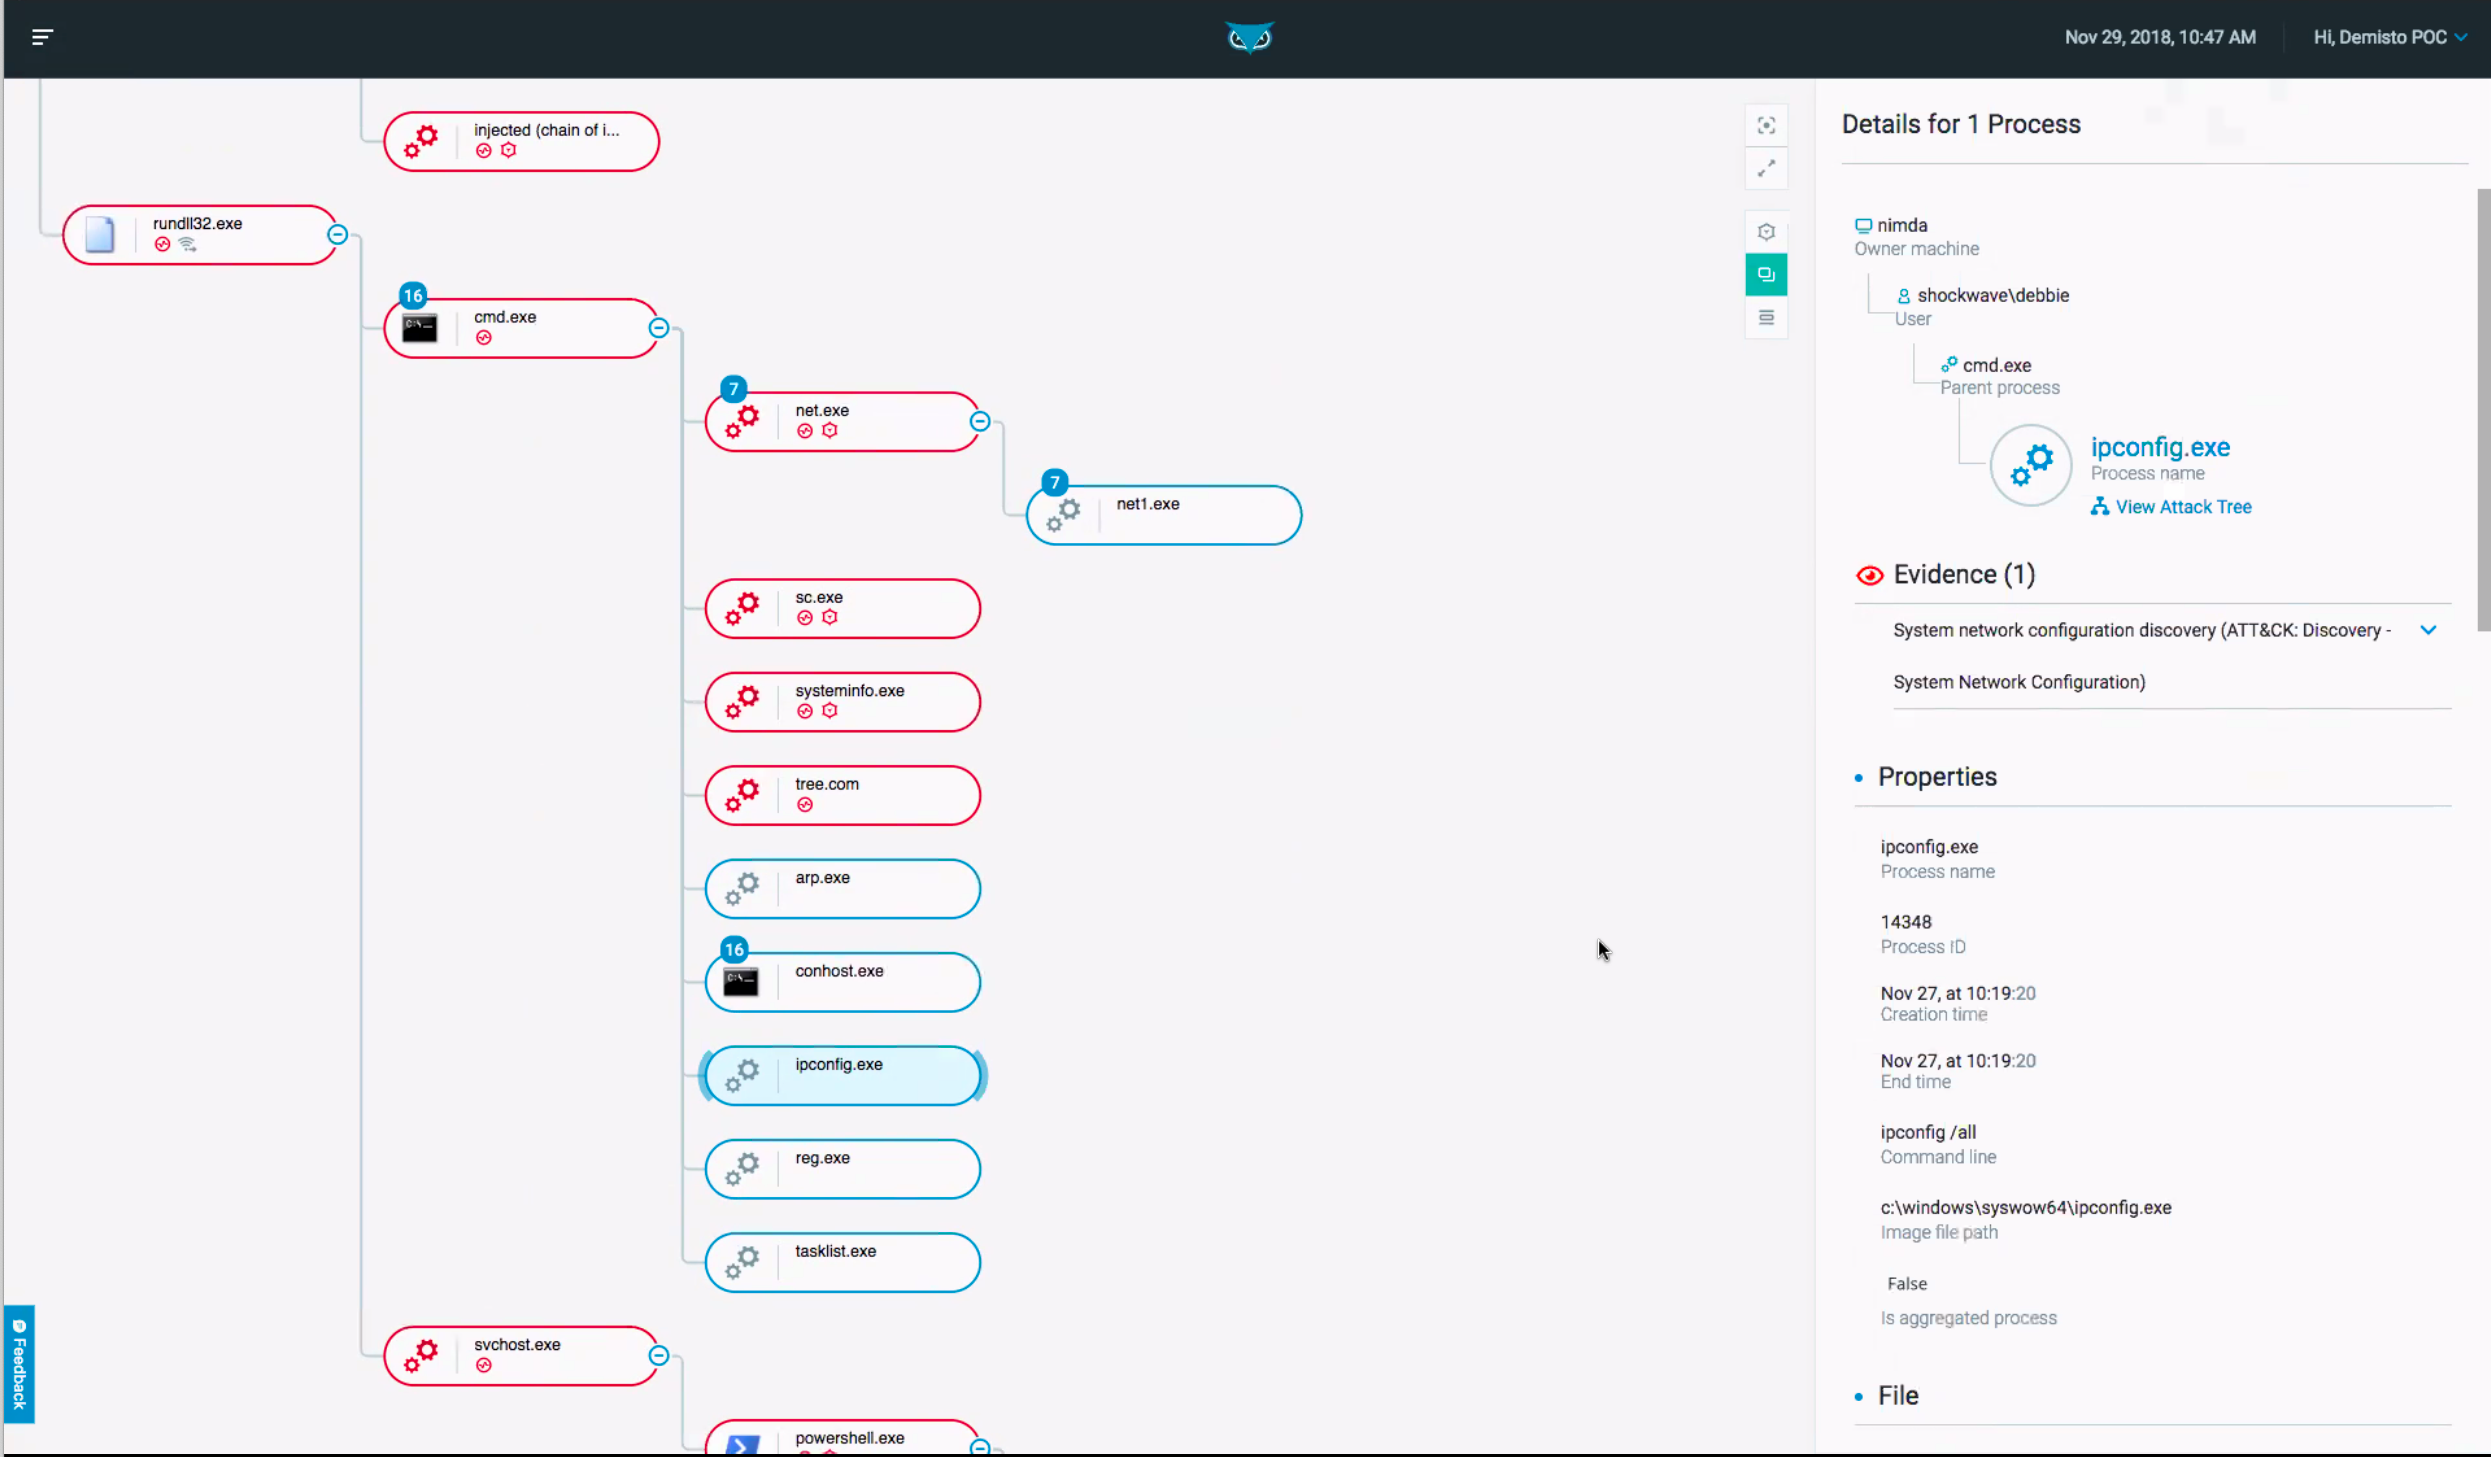 Nov 29, 2018, 10:47 AM
Hi, Demisto POC
injected (chain of i...
rundll32.exe
16
cmd.exe
7
net.exe
7
net1.exe
sc.exe
systeminfo.exe
tree.com
arp.exe
16
conhost.exe
ipconfig.exe
reg.exe
tasklist.exe
svchost.exe
powershell.exe
Feedback
Details for 1 Process
nimda
Owner machine
shockwave\debbie
User
cmd.exe
Parent process
ipconfig.exe
Process name
View Attack Tree
Evidence (1)
System network configuration discovery (ATT&CK: Discovery -
System Network Configuration)
Properties
ipconfig.exe
Process name
14348
Process ID
Nov 27, at 10:19:20
Creation time
Nov 27, at 10:19:20
End time
ipconfig /all
Command line
c:\windows\syswow64\ipconfig.exe
Image file path
False
Is aggregated process
File